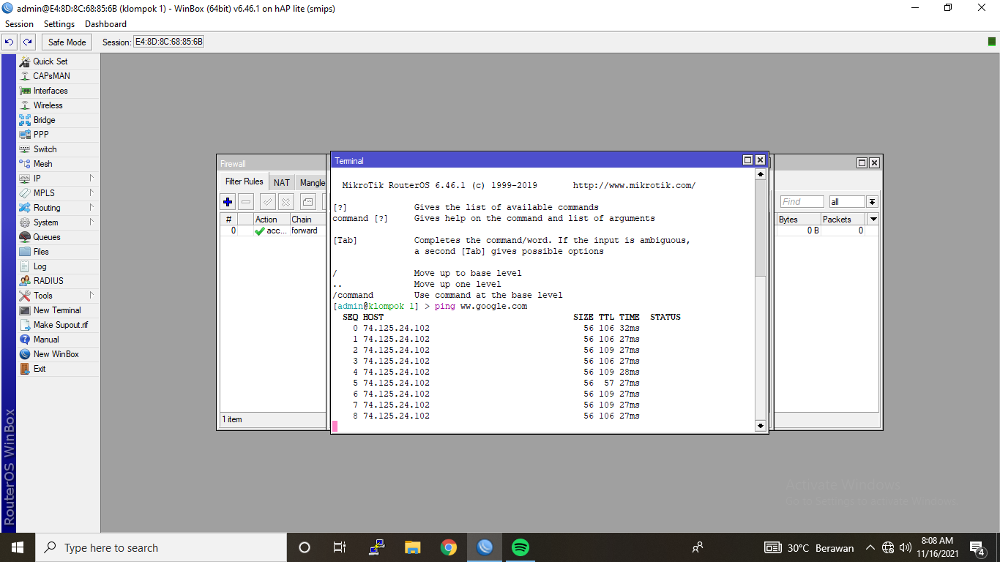 admin@E4:8D:8C:68:85:6B (klompok 1) - WinBox (64bit) v6.46.1 on hAP lite (smips)
Session Settings Dashboard
Safe Mode Session: E4:8D:8C:68:85:6B
Quick Set
CAPsMAN
Interfaces
Wireless
Bridge
PPP
Switch
Mesh
IP
MPLS
Routing
System
Queues
Files
Log
RADIUS
Tools
New Terminal
Make Supout.rif
Manual
New WinBox
Exit
RouterOS WinBox
Firewall
Filter Rules NAT Mangle
Find all
# Action Chain Bytes Packets
0 acc... forward 0 B 0
1 item
Terminal
MikroTik RouterOS 6.46.1 (c) 1999-2019 http://www.mikrotik.com/
[?] Gives the list of available commands
command [?] Gives help on the command and list of arguments
[Tab] Completes the command/word. If the input is ambiguous,
a second [Tab] gives possible options
/ Move up to base level
.. Move up one level
/command Use command at the base level
[admin@klompok 1] > ping ww.google.com
SEQ HOST SIZE TTL TIME STATUS
0 74.125.24.102 56 106 32ms
1 74.125.24.102 56 106 27ms
2 74.125.24.102 56 109 27ms
3 74.125.24.102 56 106 27ms
4 74.125.24.102 56 109 28ms
5 74.125.24.102 56 57 27ms
6 74.125.24.102 56 109 27ms
7 74.125.24.102 56 109 27ms
8 74.125.24.102 56 106 27ms
Activate Windows
Go to Settings to activate Windows.
Type here to search
30°C Berawan
8:08 AM
11/16/2021
4